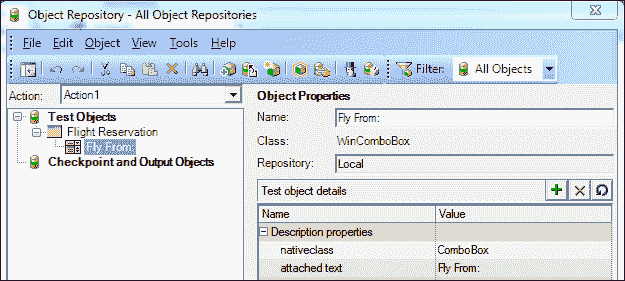 Object Repository - All Object Repositories
File Edit Object View Tools Help
Filter: All Objects
Action: Action1
Test Objects
Flight Reservation
Fly From:
Checkpoint and Output Objects
Object Properties
Name: Fly From:
Class: WinComboBox
Repository: Local
Test object details
Name Value
Description properties
nativeclass ComboBox
attached text Fly From: